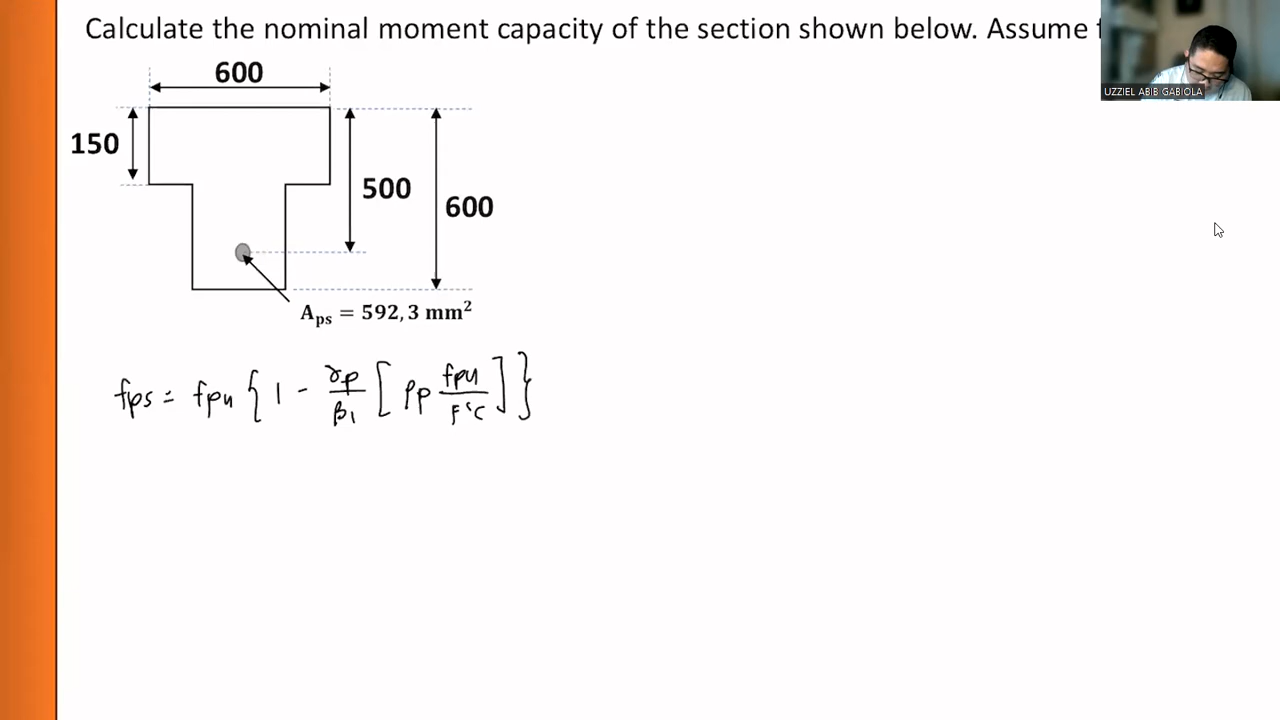 Calculate the nominal moment capacity of the section shown below. Assume
UZZIEL ABIB GABIOLA
600
150
500
600
A_ps = 592,3 mm²
fps = fpu { 1 - γp/β1 [ ρp fpu/f'c ] }